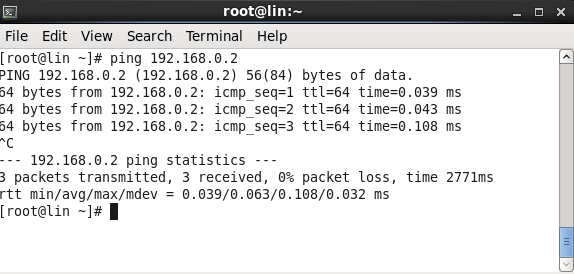 root@lin:~
File Edit View Search Terminal Help
[root@lin ~]# ping 192.168.0.2
PING 192.168.0.2 (192.168.0.2) 56(84) bytes of data.
64 bytes from 192.168.0.2: icmp_seq=1 ttl=64 time=0.039 ms
64 bytes from 192.168.0.2: icmp_seq=2 ttl=64 time=0.043 ms
64 bytes from 192.168.0.2: icmp_seq=3 ttl=64 time=0.108 ms
^C
--- 192.168.0.2 ping statistics ---
3 packets transmitted, 3 received, 0% packet loss, time 2771ms
rtt min/avg/max/mdev = 0.039/0.063/0.108/0.032 ms
[root@lin ~]#